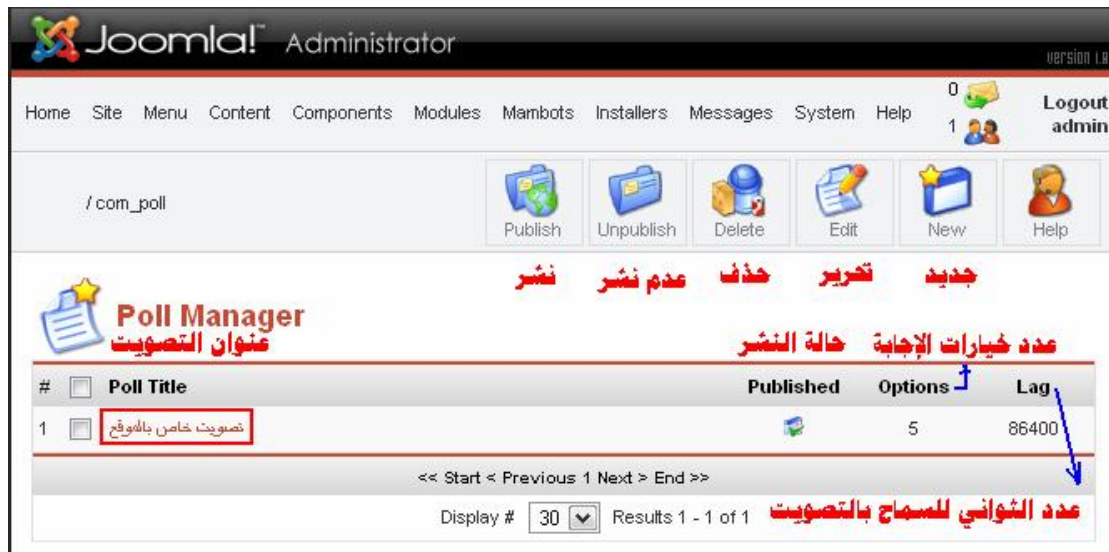 Joomla! Administrator
version 1.
Home Site Menu Content Components Modules Mambots Installers Messages System Help 0 Logout
1 admin
/ com_poll
Publish Unpublish Delete Edit New Help
نشر عدم نشر حذف تحرير جديد
Poll Manager
عنوان التصويت حالة النشر عدد خيارات الإجابة
# Poll Title Published Options Lag
1 تصويت خاص بالموقع 5 86400
<< Start < Previous 1 Next > End >>
عدد الثواني للسماح بالتصويت
Display # 30 Results 1 - 1 of 1